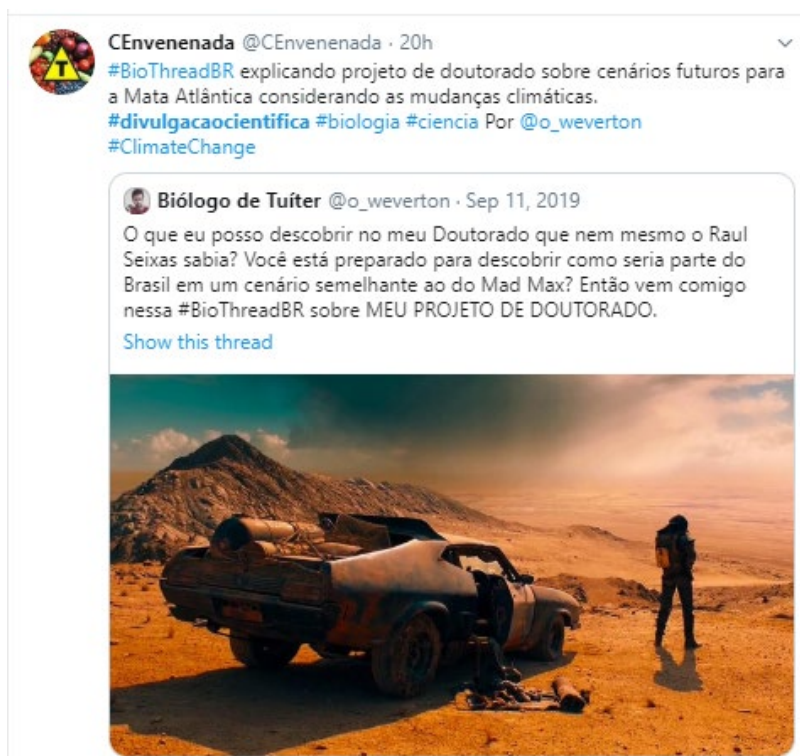 CEnvenenada @CEnvenenada · 20h
#BioThreadBR explicando projeto de doutorado sobre cenários futuros para
a Mata Atlântica considerando as mudanças climáticas.
#divulgacaocientifica #biologia #ciencia Por @o_weverton
#ClimateChange
T
Biólogo de Tuíter @o_weverton · Sep 11, 2019
O que eu posso descobrir no meu Doutorado que nem mesmo o Raul
Seixas sabia? Você está preparado para descobrir como seria parte do
Brasil em um cenário semelhante ao do Mad Max? Então vem comigo
nessa #BioThreadBR sobre MEU PROJETO DE DOUTORADO.
Show this thread